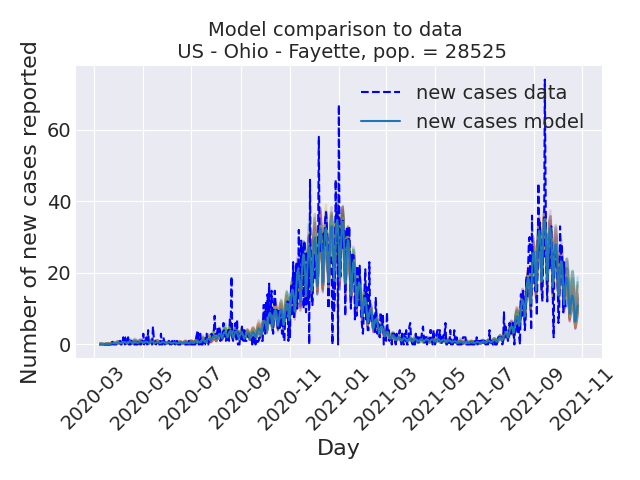 Model comparison to data
US - Ohio - Fayette, pop. = 28525
Number of new cases reported
60
40
20
0
new cases data
new cases model
2020-03
2020-05
2020-07
2020-09
2020-11
2021-01
2021-03
2021-05
2021-07
2021-09
2021-11
Day